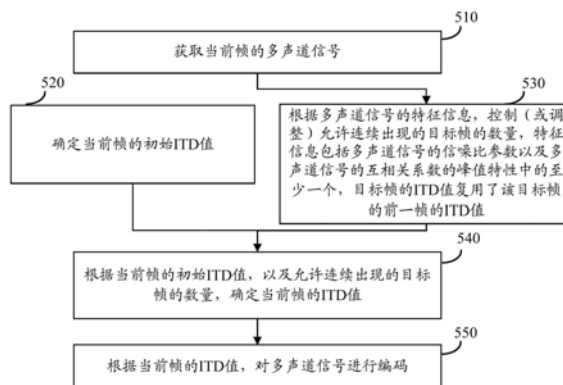 510
获取当前帧的多声道信号
520
确定当前帧的初始ITD值
530
根据多声道信号的特征信息，控制（或调
整）允许连续出现的目标帧的数量，特征
信息包括多声道信号的信噪比参数以及多
声道信号的互相关系数的峰值特性中的至
少一个，目标帧的ITD值复用了该目标帧
的前一帧的ITD值
540
根据当前帧的初始ITD值，以及允许连续出现的目标
帧的数量，确定当前帧的ITD值
550
根据当前帧的ITD值，对多声道信号进行编码